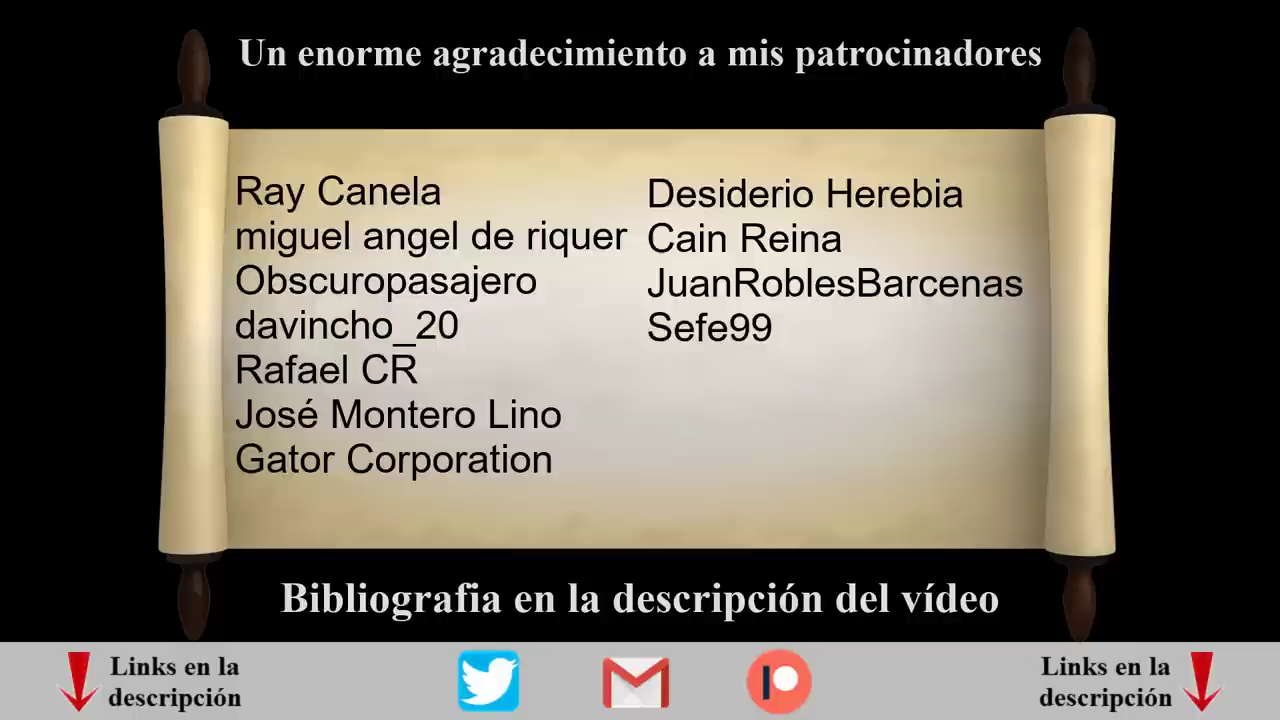 Un enorme agradecimiento a mis patrocinadores
Ray Canela
miguel angel de riquer
Obscuropasajero
davincho_20
Rafael CR
José Montero Lino
Gator Corporation
Desiderio Herebia
Cain Reina
JuanRoblesBarcenas
Sefe99
Bibliografia en la descripción del vídeo
Links en la
descripción
Links en la
descripción